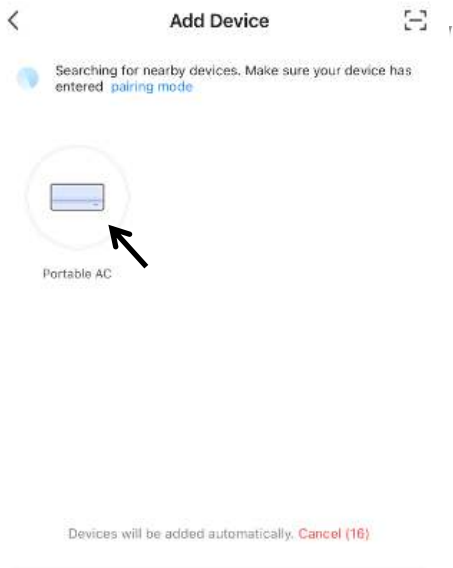 Add Device
Searching for nearby devices. Make sure your device has
entered pairing mode
Portable AC
Devices will be added automatically. Cancel (16)